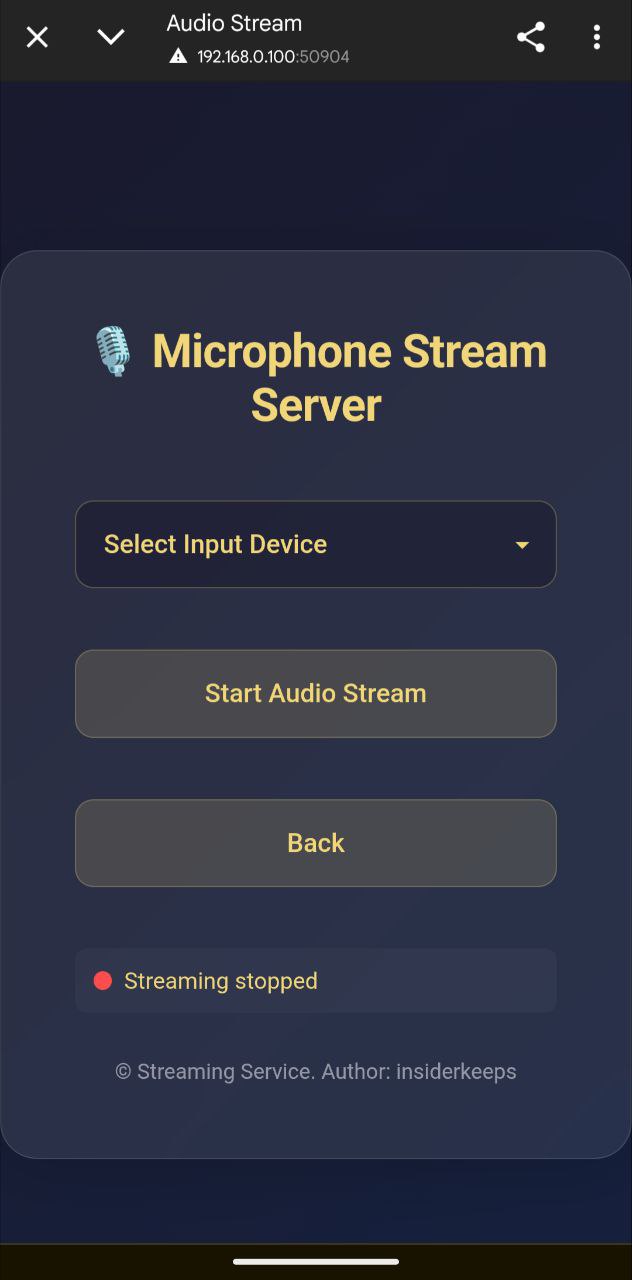 Audio Stream
192.168.0.100:50904
Microphone Stream
Server
Select Input Device
Start Audio Stream
Back
Streaming stopped
© Streaming Service. Author: insiderkeeps